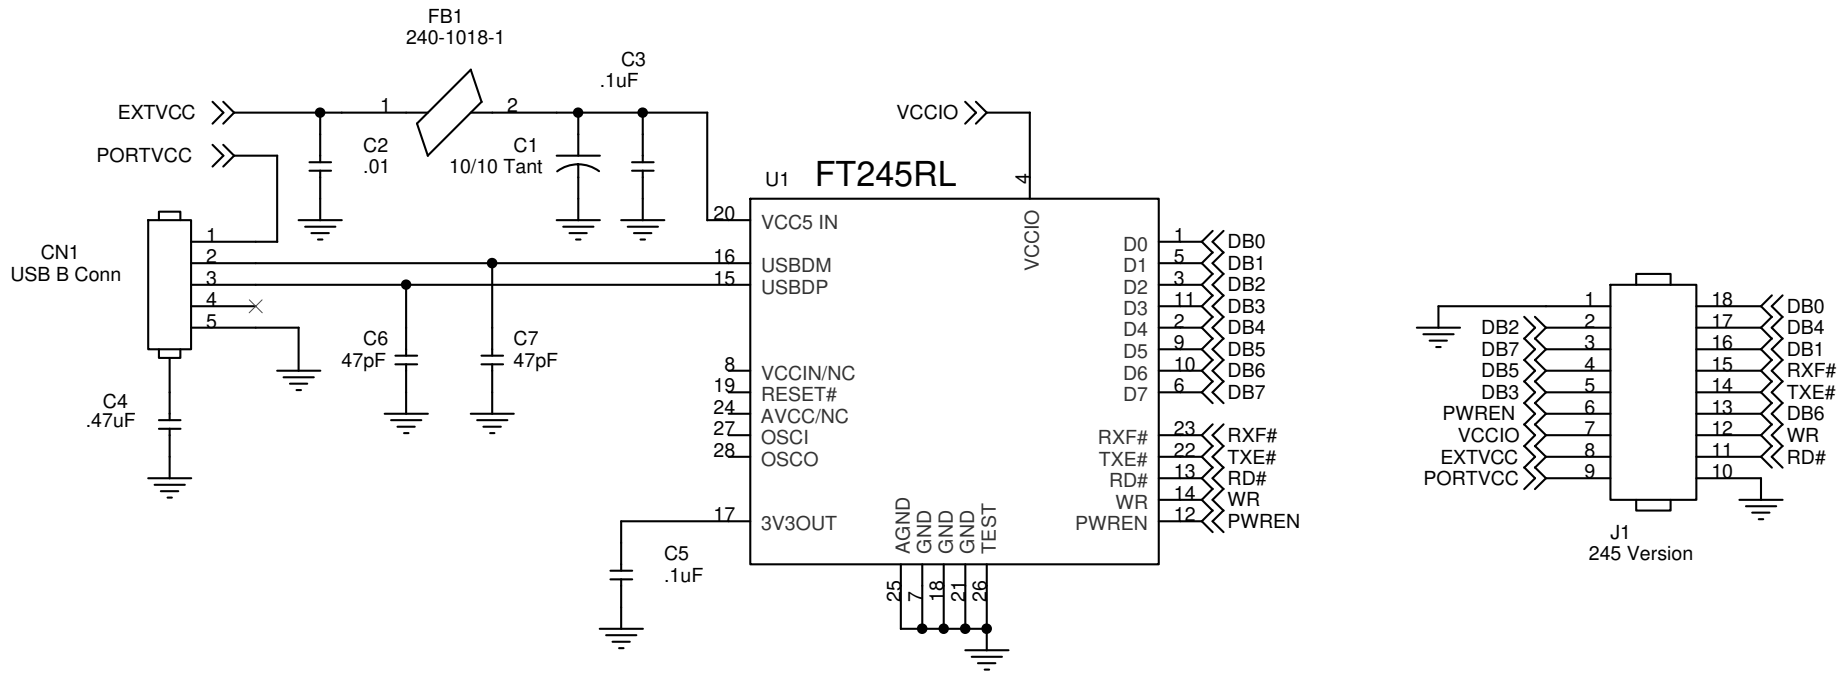 FB1
240-1018-1
C3
.1uF
EXTVCC
1
2
VCCIO
PORTVCC
C2
.01
C1
10/10 Tant
4
U1
FT245RL
CN1
USB B Conn
1
2
3
4
5
20
VCC5 IN
16
USBDM
15
USBDP
VCCIO
C6
47pF
C7
47pF
8
VCCIN/NC
19
RESET#
24
AVCC/NC
27
OSCI
28
OSCO
C4
.47uF
17
3V3OUT
C5
.1uF
AGND
GND
GND
GND
TEST
25
7
18
21
26
D0 1 DB0
D1 5 DB1
D2 3 DB2
D3 11 DB3
D4 2 DB4
D5 9 DB5
D6 10 DB6
D7 6 DB7
RXF# 23 RXF#
TXE# 22 TXE#
RD# 13 RD#
WR 14 WR
PWREN 12 PWREN
1 18 DB0
DB2 2 17 DB4
DB7 3 16 DB1
DB5 4 15 RXF#
DB3 5 14 TXE#
PWREN 6 13 DB6
VCCIO 7 12 WR
EXTVCC 8 11 RD#
PORTVCC 9 10
J1
245 Version